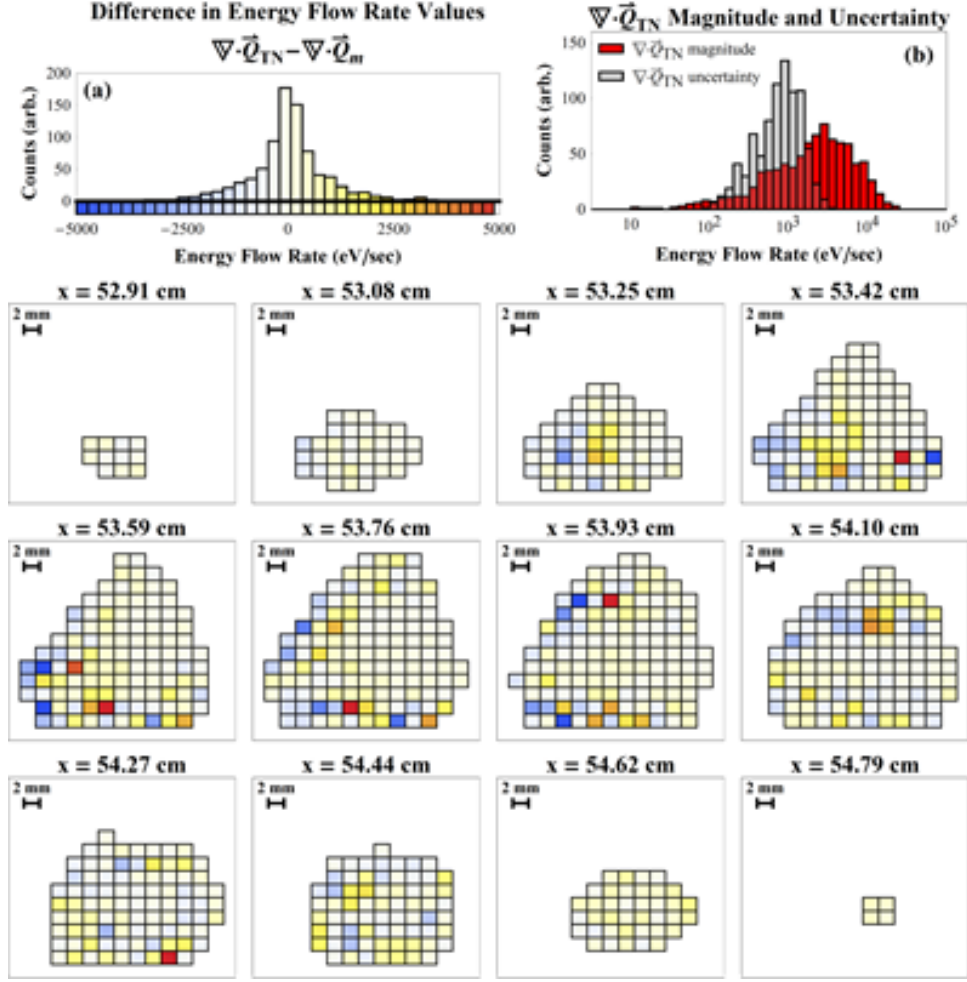 Difference in Energy Flow Rate Values
∇·Q⃗TN − ∇·Q⃗m
(a)
Counts (arb.)
200
150
100
50
0
−5000 −2500 0 2500 5000
Energy Flow Rate (eV/sec)
∇·Q⃗TN Magnitude and Uncertainty
(b)
∇·Q⃗TN magnitude
∇·Q⃗TN uncertainty
Counts (arb.)
150
100
50
0
10 10² 10³ 10⁴ 10⁵
Energy Flow Rate (eV/sec)
x = 52.91 cm
2 mm
x = 53.08 cm
2 mm
x = 53.25 cm
2 mm
x = 53.42 cm
2 mm
x = 53.59 cm
2 mm
x = 53.76 cm
2 mm
x = 53.93 cm
2 mm
x = 54.10 cm
2 mm
x = 54.27 cm
2 mm
x = 54.44 cm
2 mm
x = 54.62 cm
2 mm
x = 54.79 cm
2 mm